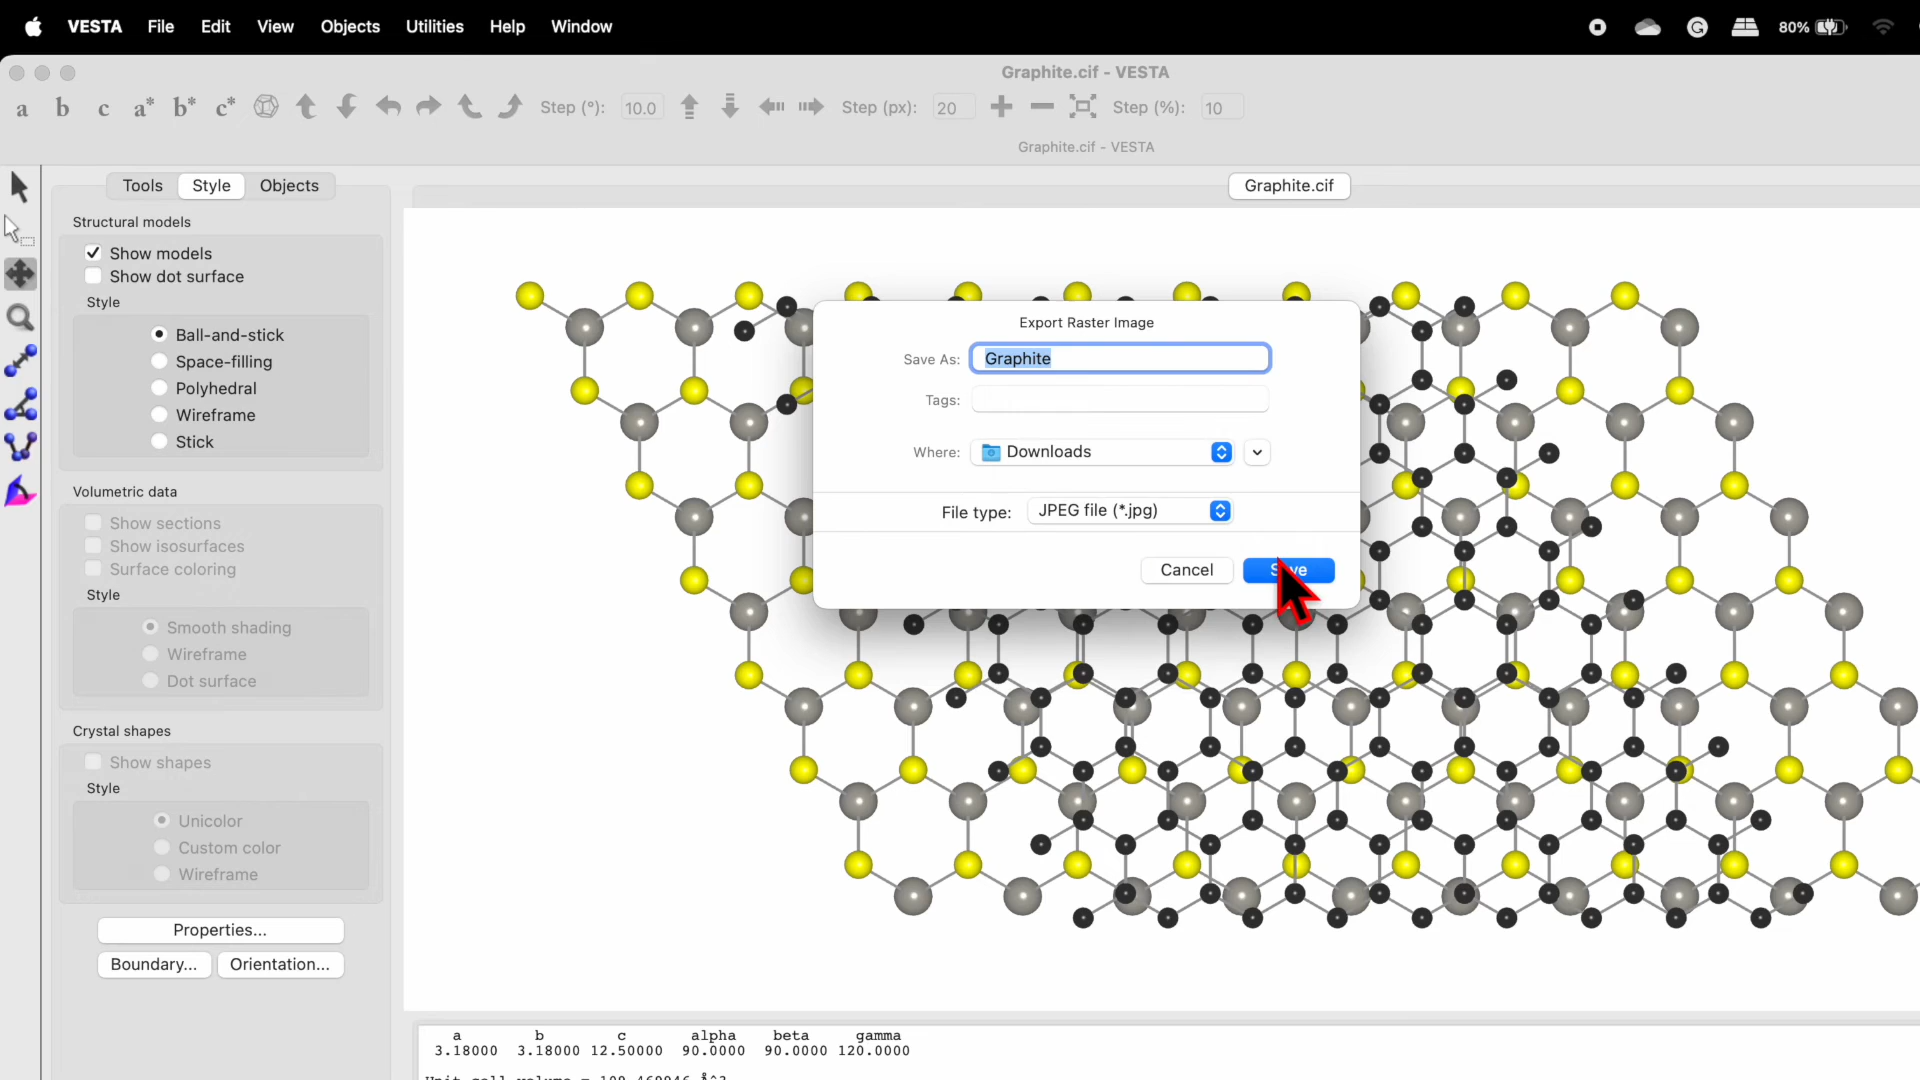 VESTA File Edit View Objects Utilities Help Window 80%
Graphite.cif - VESTA
a b c a* b* c* Step (°): 10.0 Step (px): 20 Step (%): 10
Graphite.cif - VESTA
Tools Style Objects
Graphite.cif
Structural models
Show models
Show dot surface
Style
Ball-and-stick
Space-filling
Polyhedral
Wireframe
Stick
Volumetric data
Show sections
Show isosurfaces
Surface coloring
Style
Smooth shading
Wireframe
Dot surface
Crystal shapes
Show shapes
Style
Unicolor
Custom color
Wireframe
Properties...
Boundary... Orientation...
Export Raster Image
Save As: Graphite
Tags:
Where: Downloads
File type: JPEG file (*.jpg)
Cancel Save
a b c alpha beta gamma
3.18000 3.18000 12.50000 90.0000 90.0000 120.0000